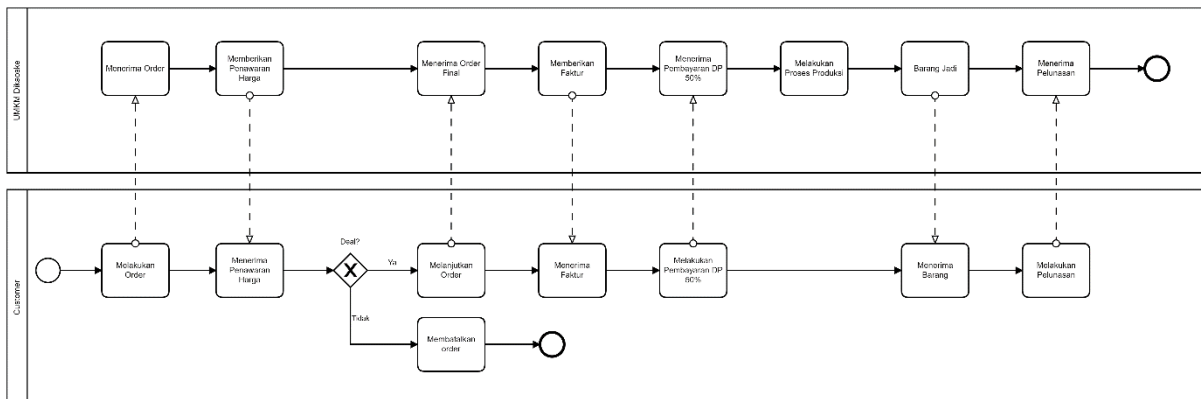 UMKM Dikaoske
Menerima Order
Memberikan
Penawaran
Harga
Menerima Order
Final
Memberikan
Faktur
Menerima
Pembayaran DP
50%
Melakukan
Proses Produksi
Barang Jadi
Menerima
Pelunasan
Customer
Melakukan
Order
Menerima
Penawaran
Harga
Deal?
Ya
Tidak
Melanjutkan
Order
Menerima
Faktur
Melakukan
Pembayaran DP
Menerima
Barang
Melakukan
Pelunasan
Membatalkan
order